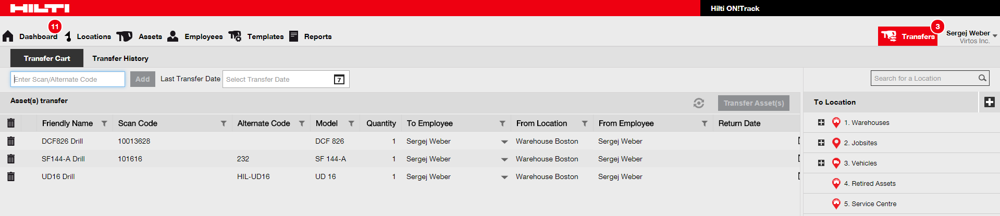 HILTI
Hilti ON!Track
11
3
Dashboard Locations Assets Employees Templates Reports
Transfers
Sergej Weber
Virtos Inc.
Transfer Cart Transfer History
Enter Scan/Alternate Code Add Last Transfer Date Select Transfer Date 7
Search for a Location
Asset(s) transfer Transfer Asset(s)
To Location
Friendly Name Scan Code Alternate Code Model Quantity To Employee From Location From Employee Return Date
DCF826 Drill 10013628 DCF 826 1 Sergej Weber Warehouse Boston Sergej Weber
SF144-A Drill 101616 232 SF 144-A 1 Sergej Weber Warehouse Boston Sergej Weber
UD16 Drill HIL-UD16 UD 16 1 Sergej Weber Warehouse Boston Sergej Weber
1. Warehouses
2. Jobsites
3. Vehicles
4. Retired Assets
5. Service Centre